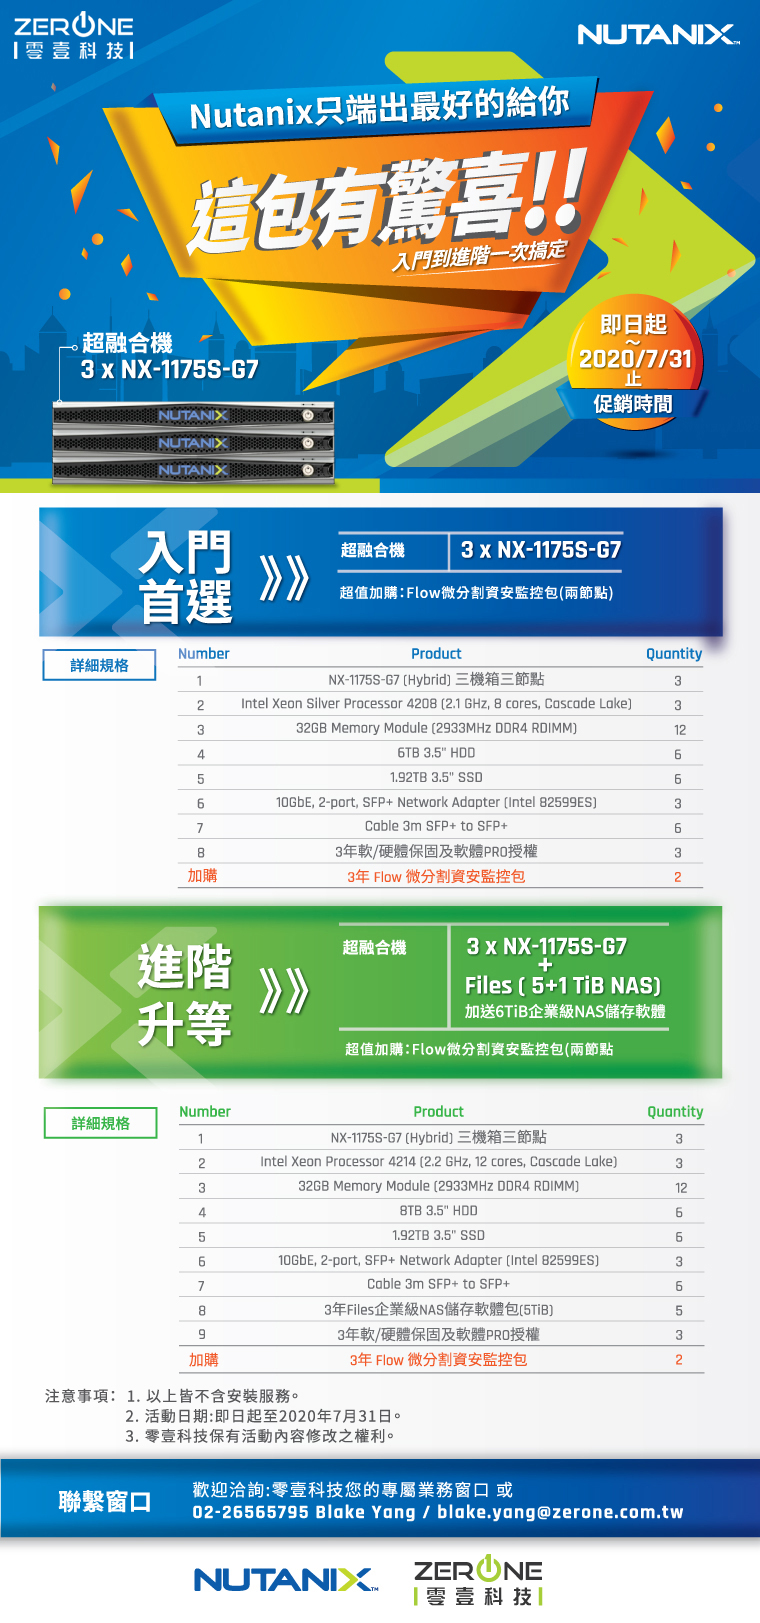 ZERONE
零壹科技
NUTANIX™
Nutanix只端出最好的給你
這包有驚喜!!
入門到進階一次搞定
即日起
～
2020/7/31
止
促銷時間
超融合機
3 x NX-1175S-G7
NUTANIX
NUTANIX
NUTANIX
入門
首選
超融合機 3 x NX-1175S-G7
超值加購:Flow微分割資安監控包(兩節點)
詳細規格
Number Product Quantity
1 NX-1175S-G7 (Hybrid) 三機箱三節點 3
2 Intel Xeon Silver Processor 4208 (2.1 GHz, 8 cores, Cascade Lake) 3
3 32GB Memory Module (2933MHz DDR4 RDIMM) 12
4 6TB 3.5" HDD 6
5 1.92TB 3.5" SSD 6
6 10GbE, 2-port, SFP+ Network Adapter (Intel 82599ES) 3
7 Cable 3m SFP+ to SFP+ 6
8 3年軟/硬體保固及軟體PRO授權 3
加購 3年 Flow 微分割資安監控包 2
進階
升等
超融合機 3 x NX-1175S-G7
+
Files ( 5+1 TiB NAS)
加送6TiB企業級NAS儲存軟體
超值加購:Flow微分割資安監控包(兩節點
詳細規格
Number Product Quantity
1 NX-1175S-G7 (Hybrid) 三機箱三節點 3
2 Intel Xeon Processor 4214 (2.2 GHz, 12 cores, Cascade Lake) 3
3 32GB Memory Module (2933MHz DDR4 RDIMM) 12
4 8TB 3.5" HDD 6
5 1.92TB 3.5" SSD 6
6 10GbE, 2-port, SFP+ Network Adapter (Intel 82599ES) 3
7 Cable 3m SFP+ to SFP+ 6
8 3年Files企業級NAS儲存軟體包(5TiB) 5
9 3年軟/硬體保固及軟體PRO授權 3
加購 3年 Flow 微分割資安監控包 2
注意事項: 1. 以上皆不含安裝服務。
2. 活動日期:即日起至2020年7月31日。
3. 零壹科技保有活動內容修改之權利。
聯繫窗口
歡迎洽詢:零壹科技您的專屬業務窗口 或
02-26565795 Blake Yang / blake.yang@zerone.com.tw
NUTANIX™
ZERONE
零壹科技